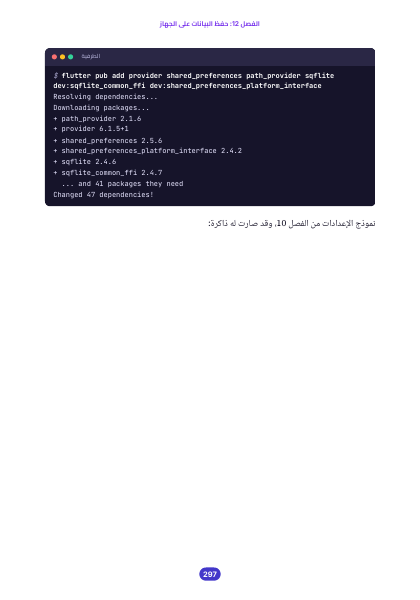 الفصل 12: حفظ البيانات على الجهاز
الطرفية
$ flutter pub add provider shared_preferences path_provider sqflite
dev:sqflite_common_ffi dev:shared_preferences_platform_interface
Resolving dependencies...
Downloading packages...
+ path_provider 2.1.6
+ provider 6.1.5+1
+ shared_preferences 2.5.6
+ shared_preferences_platform_interface 2.4.2
+ sqflite 2.4.6
+ sqflite_common_ffi 2.4.7
... and 41 packages they need
Changed 47 dependencies!
نموذج الإعدادات من الفصل 10، وقد صارت له ذاكرة:
297